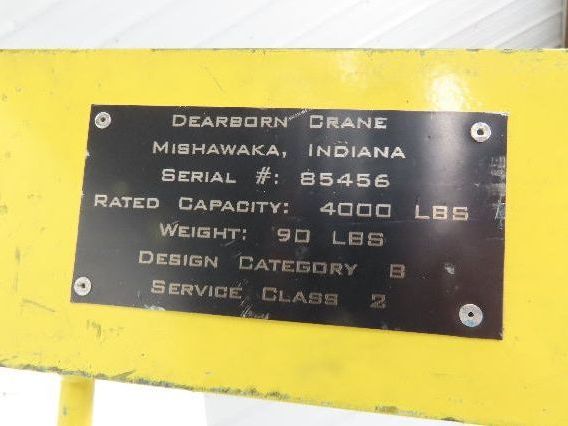 DEARBORN CRANE
MISHAWAKA, INDIANA
SERIAL #: 85456
RATED CAPACITY: 4000 LBS
WEIGHT: 90 LBS
DESIGN CATEGORY B
SERVICE CLASS 2